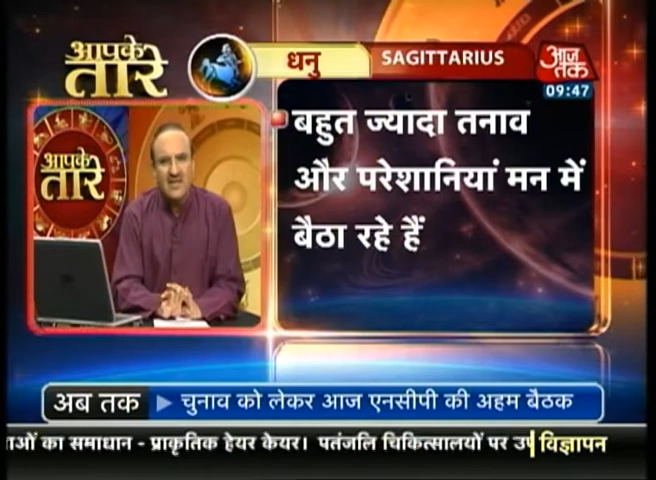 आपके
तारे
धनु
SAGITTARIUS
आज
तक
09:47
आपके
तारे
बहुत ज्यादा तनाव
और परेशानियां मन में
बैठा रहे हैं
अब तक
चुनाव को लेकर आज एनसीपी की अहम बैठक
का समाधान - प्राकृतिक हेयर केयर। पतंजलि चिकित्सालयों पर
विज्ञापन